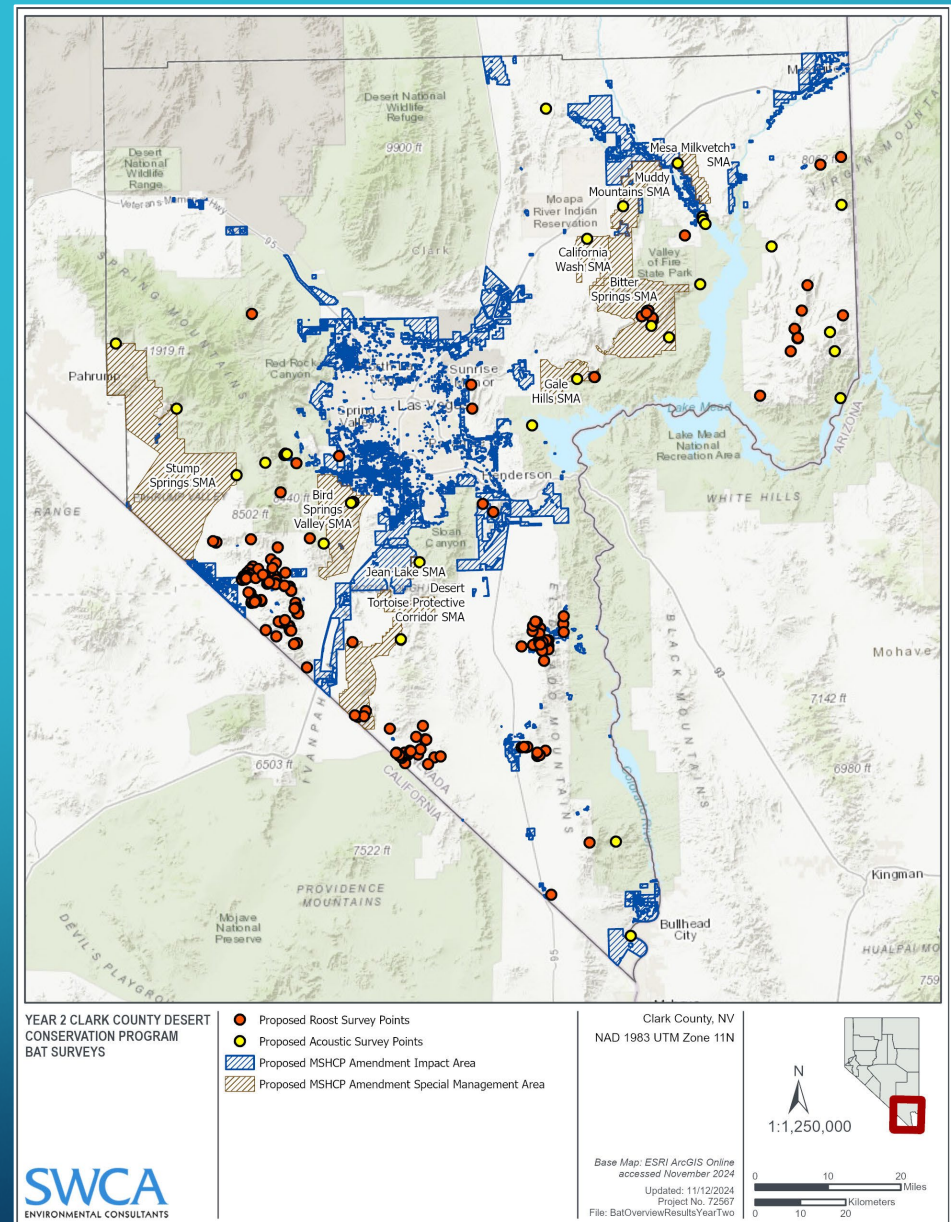 Desert National
Wildlife
Refuge
9900 ft
Desert
National
Wildlife
Range
Veterans Memorial Hwy
95
Clark
Mesa Milkvetch
SMA
Muddy
Mountains SMA
Moapa
River Indian
Reservation
California
Wash SMA
Valley
of Fire
State Park
Bitter
Springs SMA
VIRGIN MOUNTA
SPRING MOUNTAINS
1919 ft
Pahrump
Red Rock
Canyon
Sunrise
Manor
Las Vegas
Spring
Valley
Gale
Hills SMA
Lake Mead
Lake Mead
National
Recreation Area
ARIZONA
Henderson
WHITE HILLS
Stump
Springs SMA
PAHRUMP VALLEY
RANGE
8502 ft
Bird
Springs
Valley SMA
Sloan
Canyon
Jean Lake SMA
Desert
Tortoise Protective
Corridor SMA
BLACK MOUNTAINS
93
Mohave
7142 ft
6980 ft
IVANPAH
6503 ft
CALIFORNIA
Colorado River
7522 ft
PROVIDENCE
MOUNTAINS
Mojave
National
Preserve
DEVIL'S PLAYGROU
95
Kingman
Bullhead
City
HUALPAI MO
759
YEAR 2 CLARK COUNTY DESERT
CONSERVATION PROGRAM
BAT SURVEYS
Proposed Roost Survey Points
Proposed Acoustic Survey Points
Proposed MSHCP Amendment Impact Area
Proposed MSHCP Amendment Special Management Area
Clark County, NV
NAD 1983 UTM Zone 11N
N
1:1,250,000
Base Map: ESRI ArcGIS Online
accessed November 2024
Updated: 11/12/2024
Project No. 72567
File: BatOverviewResultsYearTwo
0 10 20
Miles
Kilometers
0 10 20
SWCA
ENVIRONMENTAL CONSULTANTS